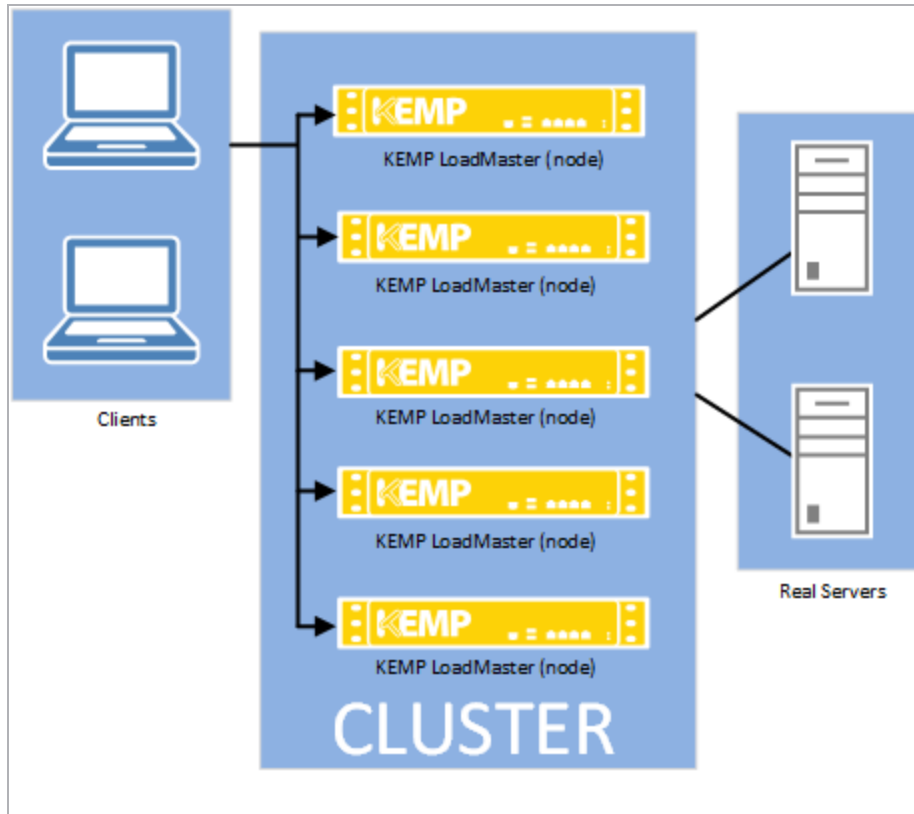 KEMP
KEMP LoadMaster (node)
KEMP
KEMP LoadMaster (node)
KEMP
KEMP LoadMaster (node)
KEMP
KEMP LoadMaster (node)
KEMP
KEMP LoadMaster (node)
CLUSTER
Clients
Real Servers